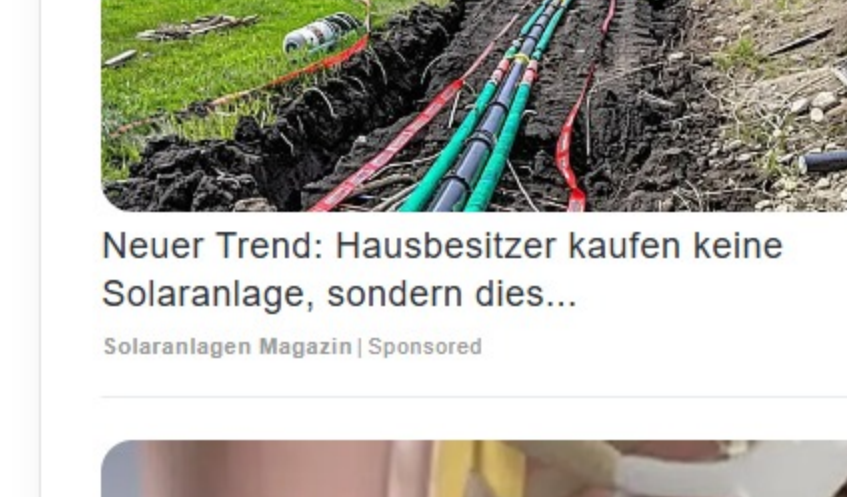 Neuer Trend: Hausbesitzer kaufen keine
Solaranlage, sondern dies...
Solaranlagen Magazin | Sponsored